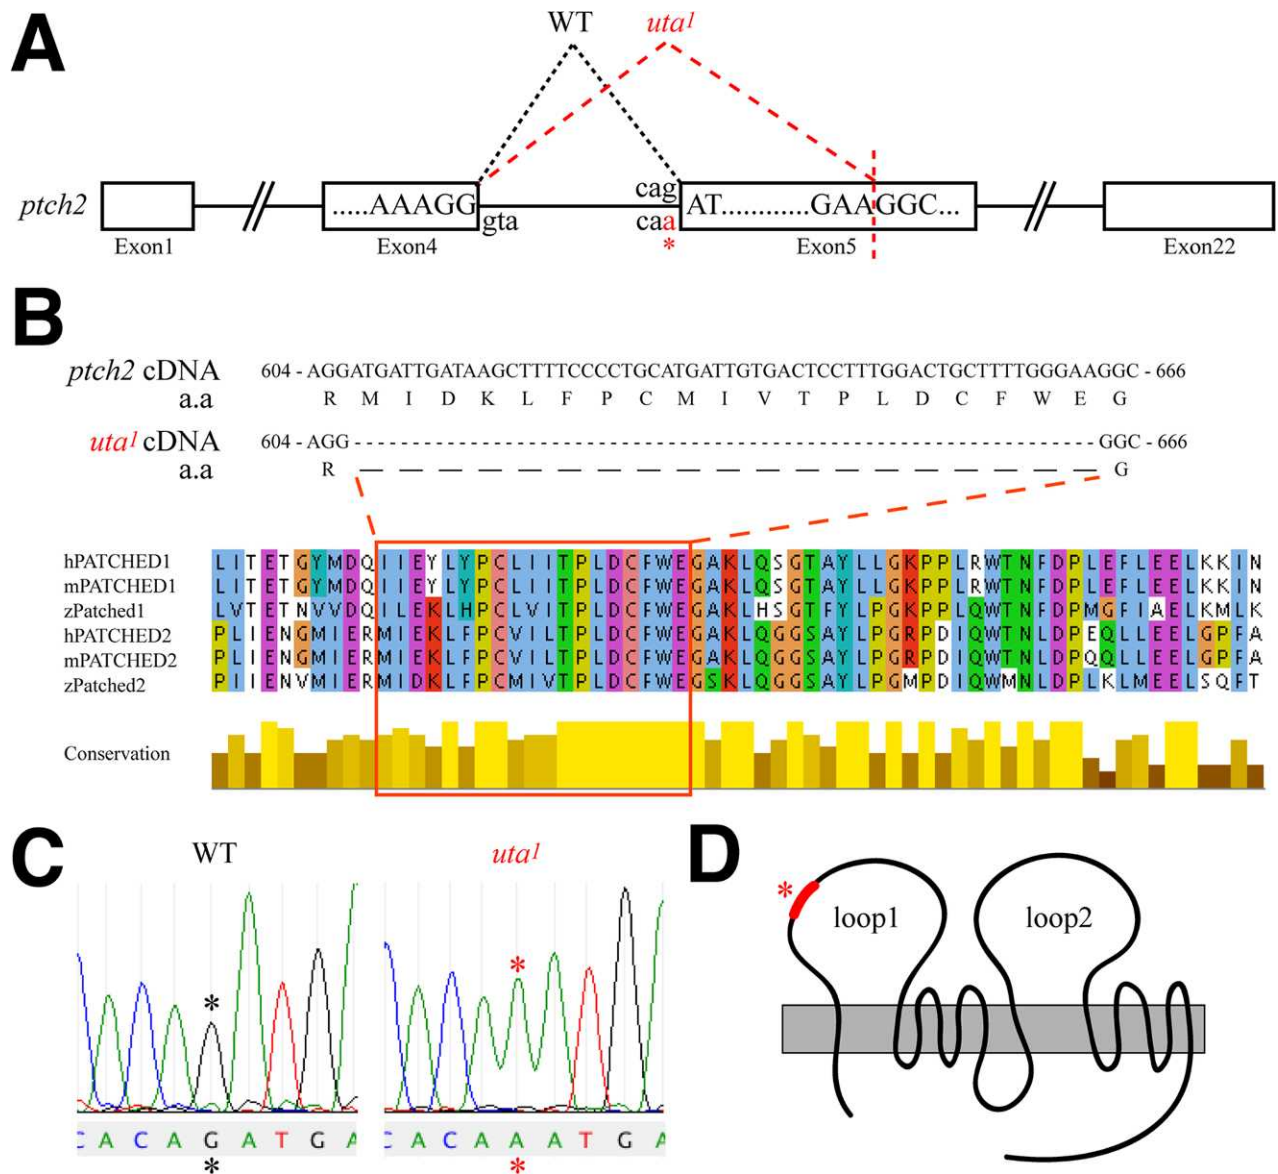 A
WT
uta1
ptch2
.....AAAGG
gta
cag
caa
*
AT............GAAGGC...
Exon1
Exon4
Exon5
Exon22
B
ptch2 cDNA 604 - AGGATGATTGATAAGCTTTTCCCCTGCATGATTGTGACTCCTTTGGACTGCTTTTGGGAAGGC - 666
a.a R M I D K L F P C M I V T P L D C F W E G
uta1 cDNA 604 - AGG------------------------------------------------------------GGC - 666
a.a R — — — — — — — — — — — — — — — — — — G
hPATCHED1 LITETGYMDQIIEYLYPCLIITPLDCFWEGAKLQSGTAYLLGKPPLRWTNFDPLEFLEELKKIN
mPATCHED1 LITETGYMDQIIEYLYPCLIITPLDCFWEGAKLQSGTAYLLGKPPLRWTNFDPLEFLEELKKIN
zPatched1 LVTETNVVDQILEKLHPCLVITPLDCFWEGAKLHSGTFYLPGKPPLQWTNFDPMGFIAELKMLK
hPATCHED2 PLIENGMIERMIEKLFPCVILTPLDCFWEGAKLQGGSAYLPGRPDIQWTNLDPEQLLEELGPFA
mPATCHED2 PLIENGMIERMIEKLFPCVILTPLDCFWEGAKLQGGSAYLPGRPDIQWTNLDPQQLLEELGPFA
zPatched2 PIIENVMIERMIDKLFPCMIVTPLDCFWEGSKLQGGSAYLPGMPDIQWMNLDPLKLMEELSQFT
Conservation
C
WT
uta1
*
*
C A C A G A T G A
C A C A A A T G A
*
*
D
*
loop1
loop2